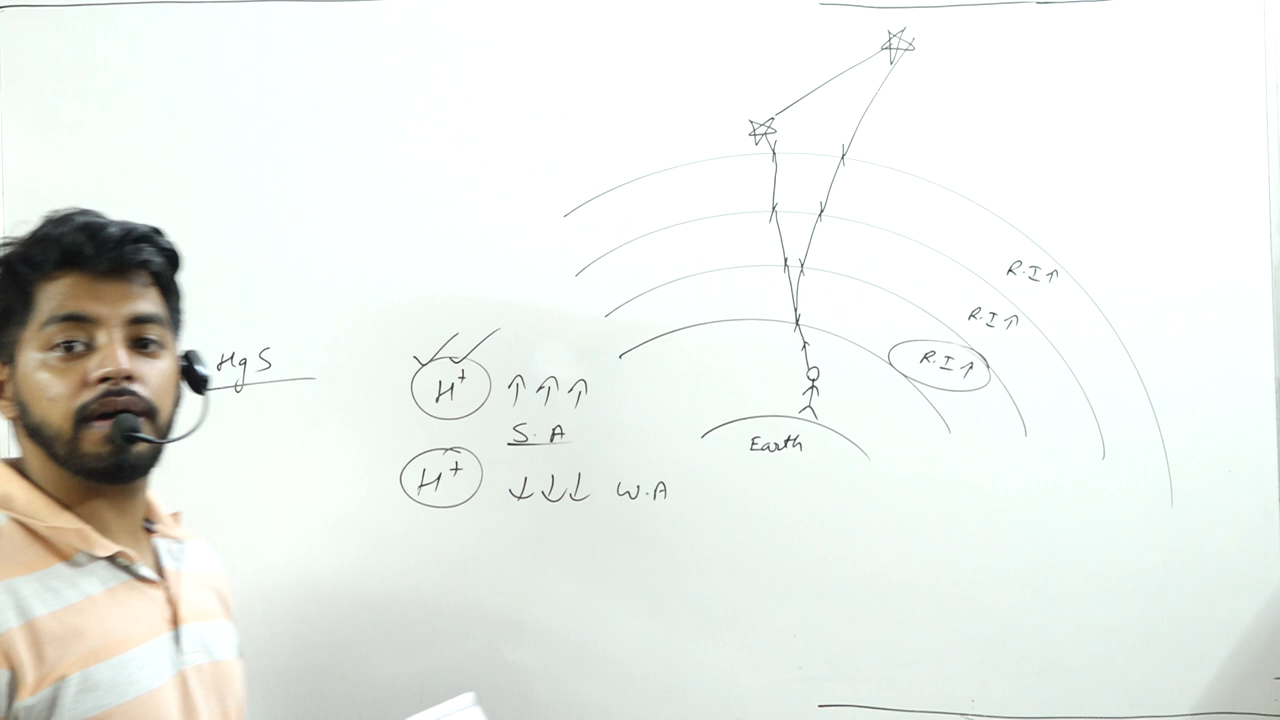 HgS
H⁺ ↑ ↑ ↑
S.A
H⁺ ↓ ↓ ↓ W.A
R.I↑
R.I↑
R.I↑
Earth